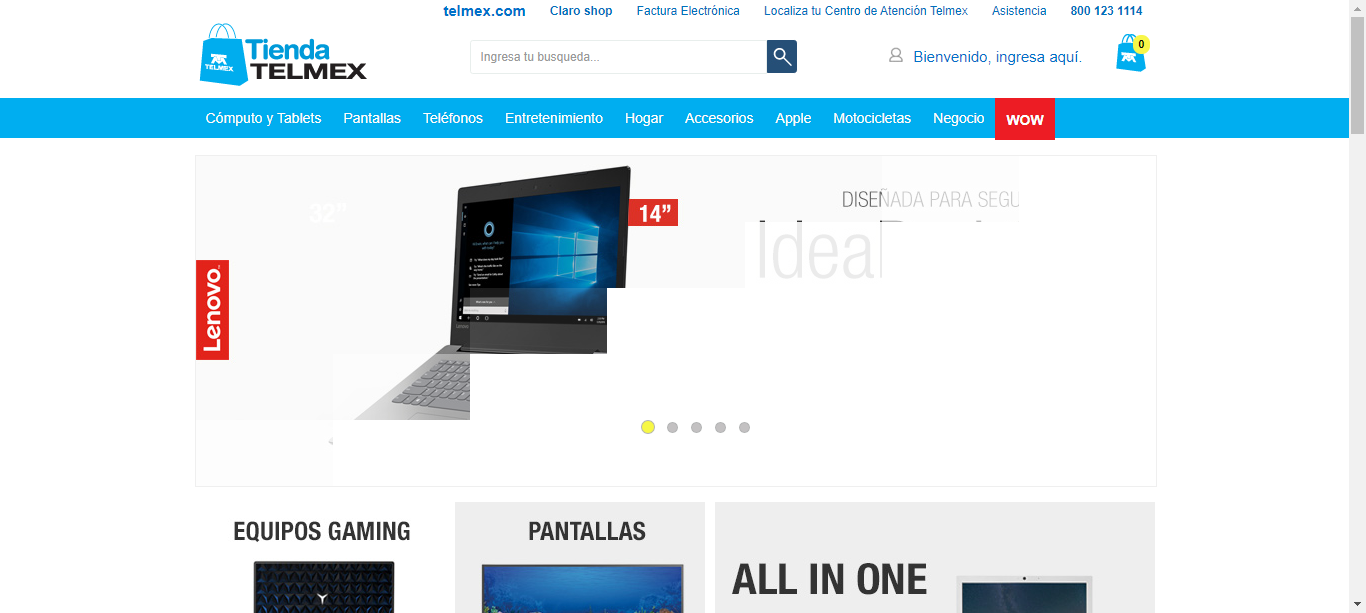 telmex.com Claro shop Factura Electrónica Localiza tu Centro de Atención Telmex Asistencia 800 123 1114
Tienda
TELMEX
TELMEX
Ingresa tu busqueda...
Bienvenido, ingresa aquí.
0
Cómputo y Tablets Pantallas Teléfonos Entretenimiento Hogar Accesorios Apple Motocicletas Negocio WOW
32”
14”
DISEÑADA PARA SEGU
Idea
Lenovo
EQUIPOS GAMING
PANTALLAS
ALL IN ONE